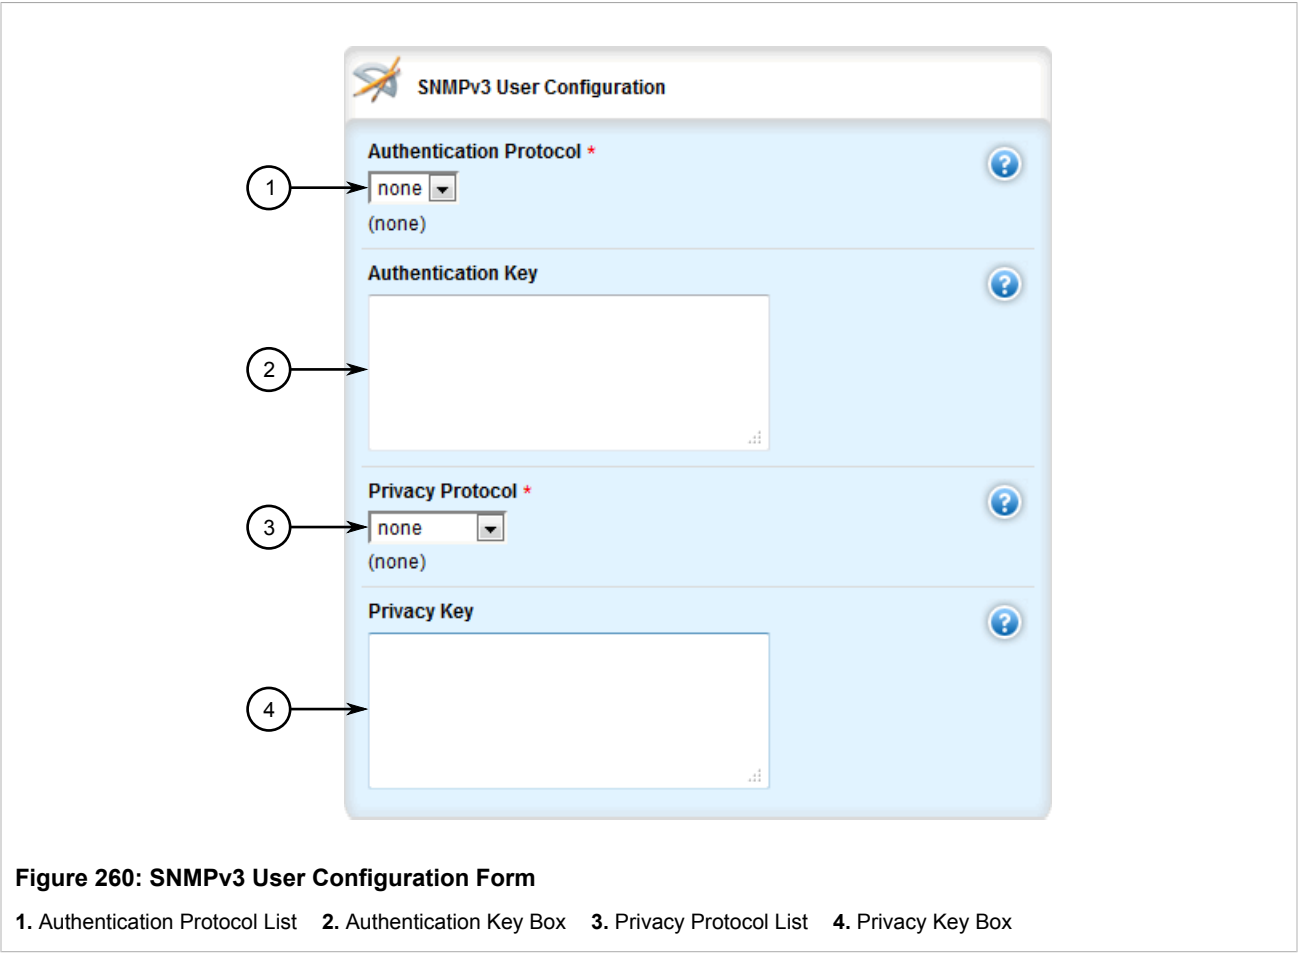 SNMPv3 User Configuration
Authentication Protocol *
1
none
(none)
Authentication Key
2
Privacy Protocol *
3
none
(none)
Privacy Key
4
Figure 260: SNMPv3 User Configuration Form
1. Authentication Protocol List 2. Authentication Key Box 3. Privacy Protocol List 4. Privacy Key Box